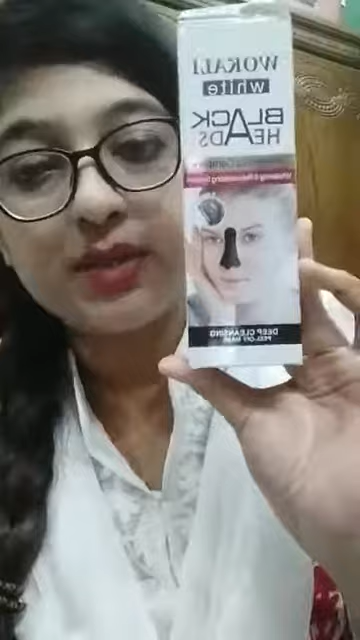 WOKALI
white
BLACK
HEADS
DEEP CLEANSING
PEEL-OFF MASK